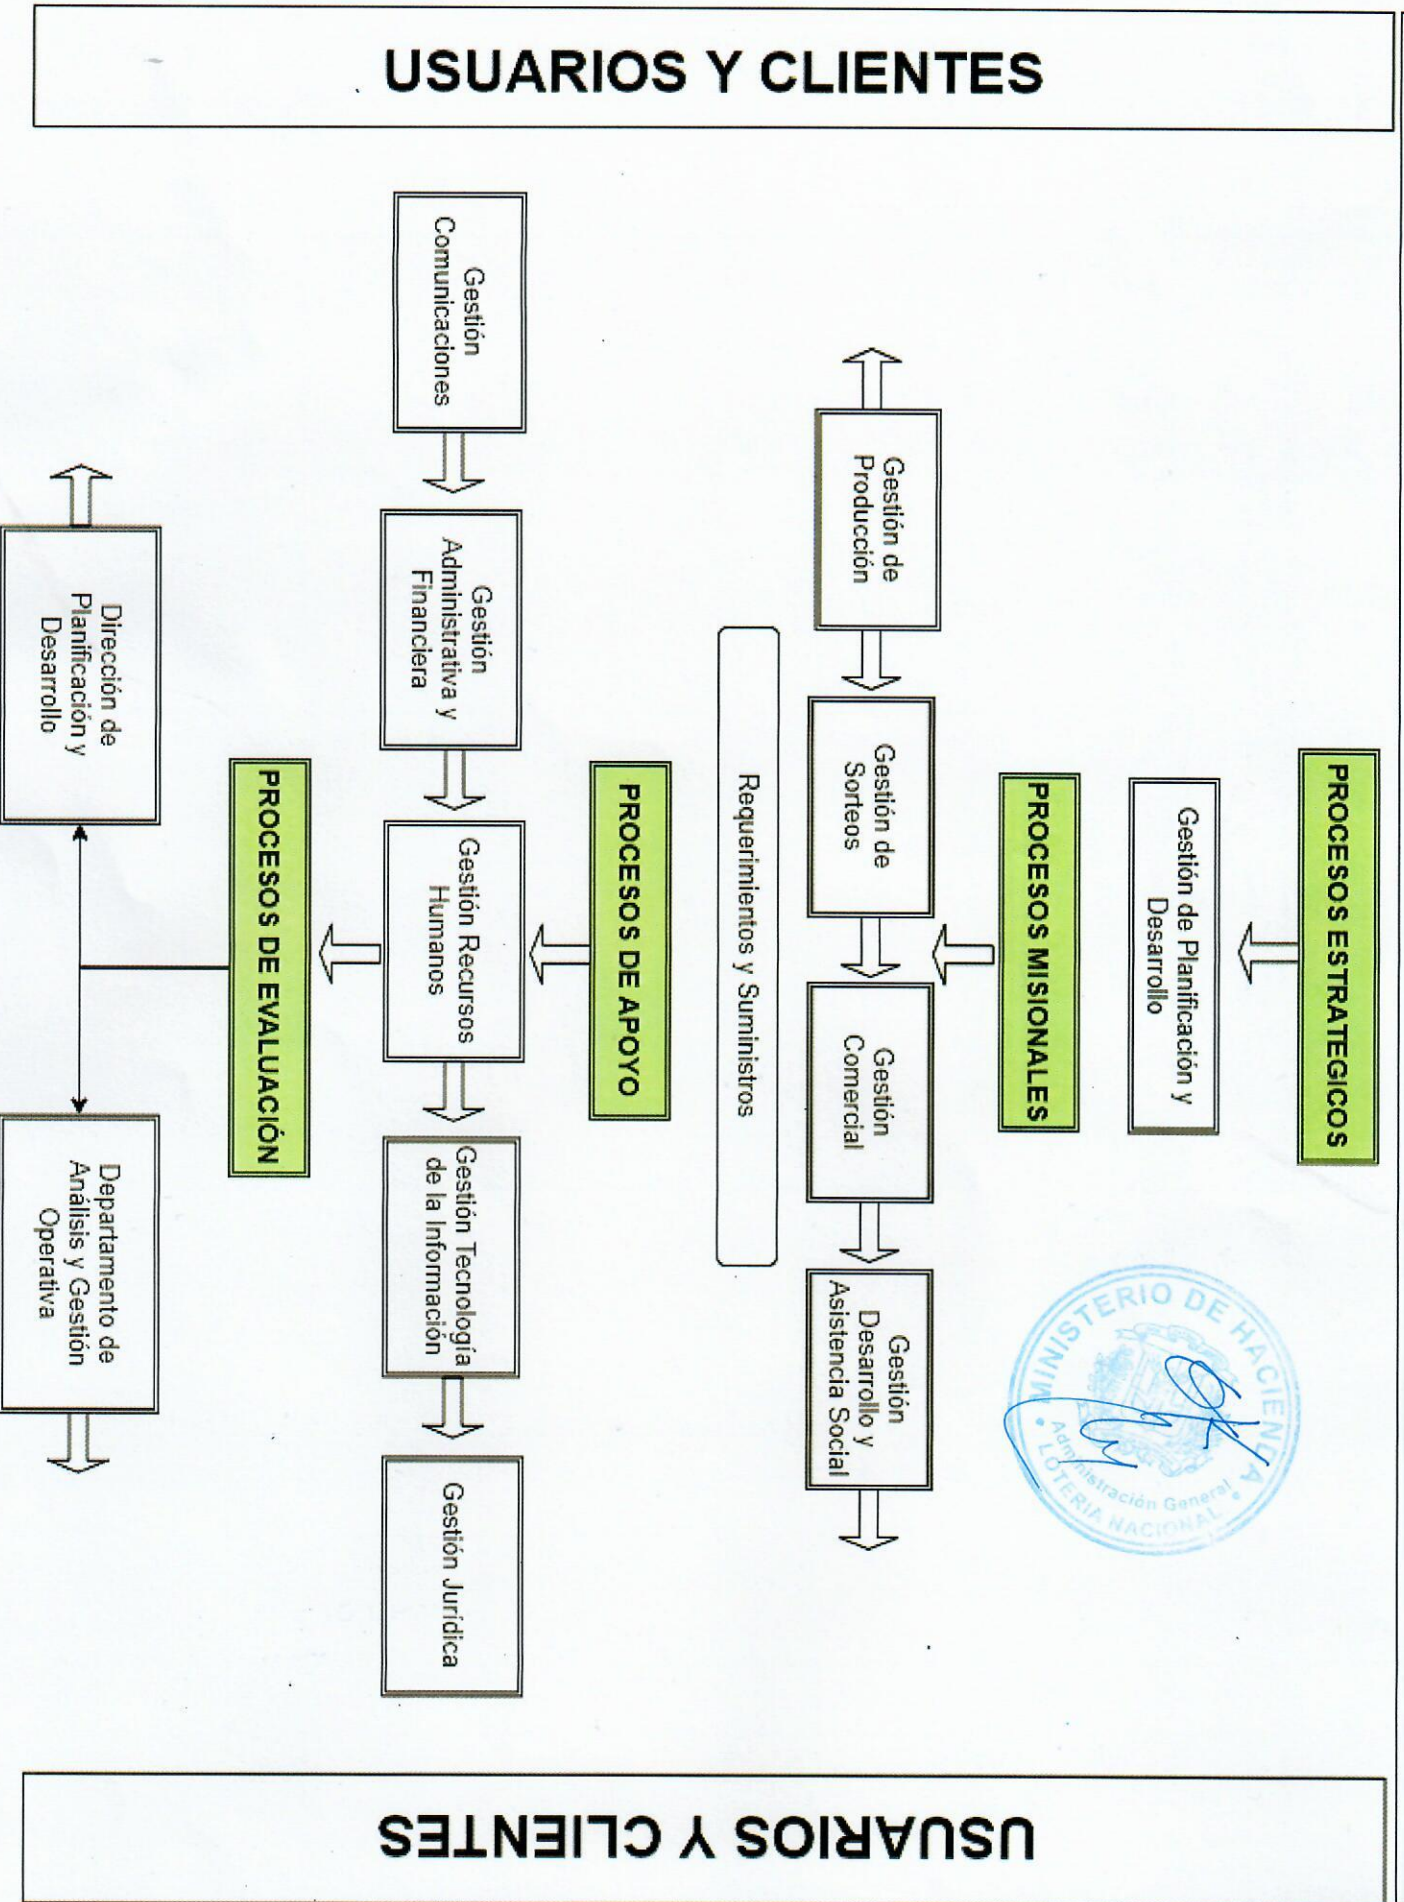 USUARIOS Y CLIENTES
PROCESOS ESTRATEGICOS
Gestión de Planificación y
Desarollo
PROCESOS MISIONALES
Gestión de
Producción
Gestión de
Sorteos
Gestión
Comercial
Gestión
Desarrollo y
Asistencia Social
Requerimientos y Suministros
PROCESOS DE APOYO
Gestión
Comunicaciones
Gestión
Administrativa y
Financiera
Gestión Recursos
Humanos
Gestión Tecnología
de la Información
Gestión Jurídica
PROCESOS DE EVALUACIÓN
Dirección de
Planificación y
Desarrollo
Departamento de
Análisis y Gestión
Operativa
MINISTERIO DE HACIENDA
Administración General
LOTERIA NACIONAL
USUARIOS Y CLIENTES